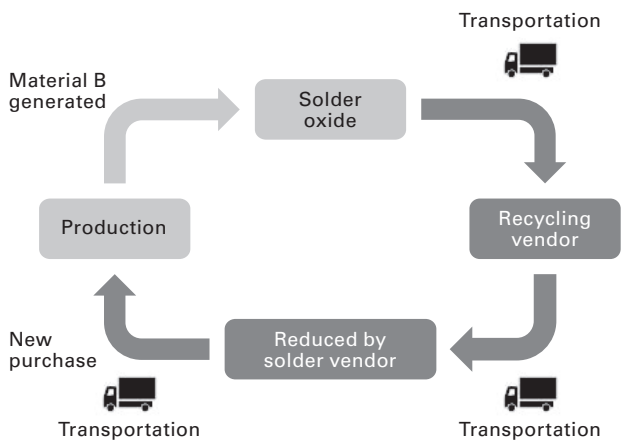 Transportation
Material B
generated
Solder
oxide
Production
Recycling
vendor
New
purchase
Reduced by
solder vendor
Transportation
Transportation